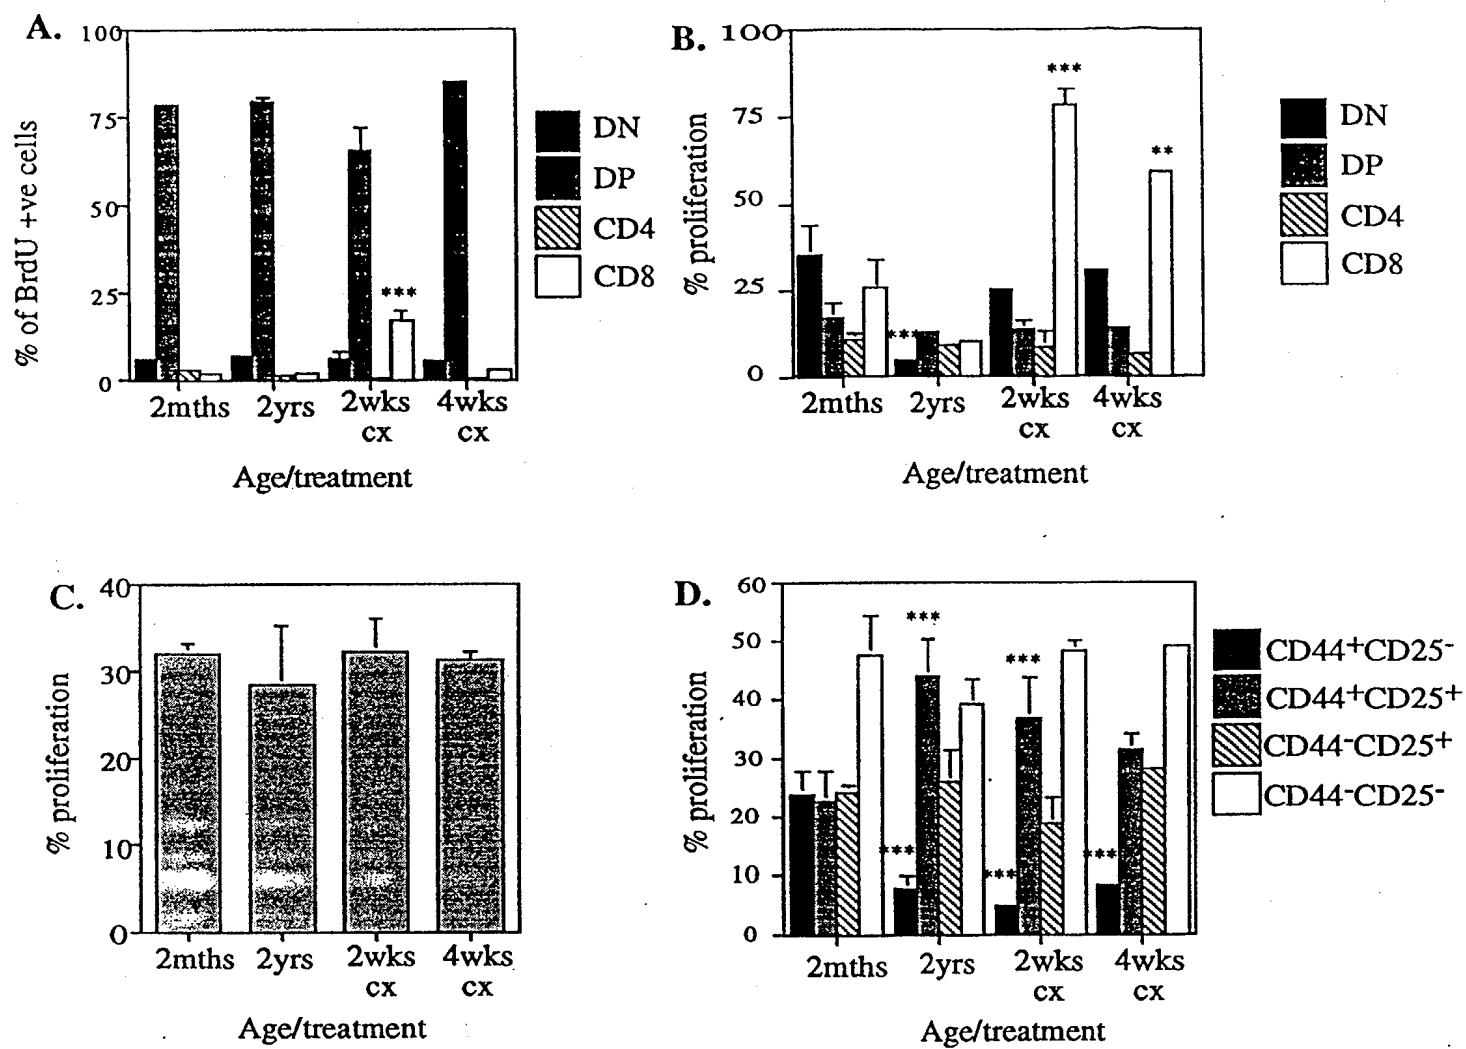 A.
% of BrdU +ve cells
100
75
50
25
0
***
2mths 2yrs 2wks cx 4wks cx
Age/treatment
DN
DP
CD4
CD8
B.
% proliferation
100
75
50
25
0
***
***
**
2mths 2yrs 2wks cx 4wks cx
Age/treatment
DN
DP
CD4
CD8
C.
% proliferation
40
30
20
10
0
2mths 2yrs 2wks cx 4wks cx
Age/treatment
D.
% proliferation
60
50
40
30
20
10
0
***
***
***
***
***
2mths 2yrs 2wks cx 4wks cx
Age/treatment
CD44+CD25-
CD44+CD25+
CD44-CD25+
CD44-CD25-